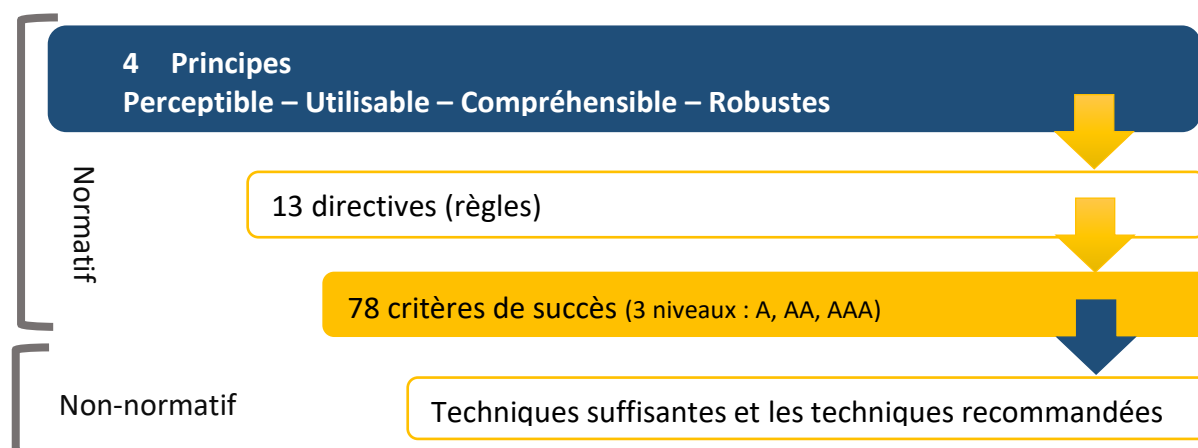 4 Principes
Perceptible – Utilisable – Compréhensible – Robustes
Normatif
13 directives (règles)
78 critères de succès (3 niveaux : A, AA, AAA)
Non-normatif
Techniques suffisantes et les techniques recommandées